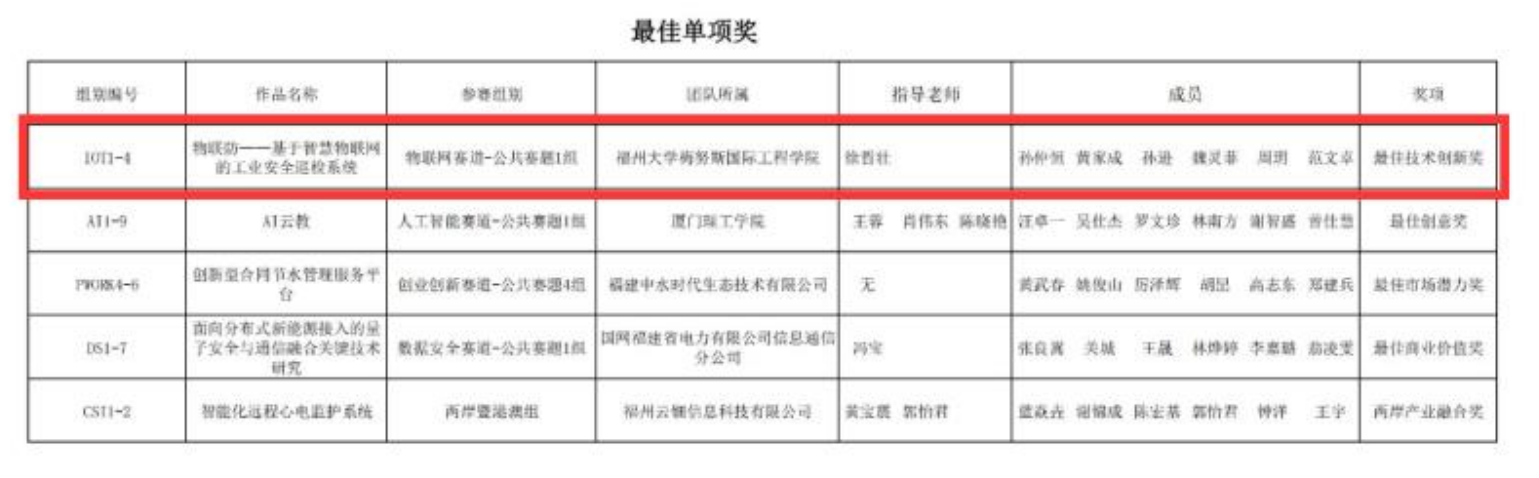 最佳单项奖
组别编号 作品名称 参赛组别 团队所属 指导老师 成员 奖项
IOT1-4 物联防——基于智慧物联网的工业安全巡检系统 物联网赛道-公共赛题1组 福州大学梅努斯国际工程学院 徐哲壮 孙仲恒 黄家成 孙逊 魏灵菲 周玥 范文卓 最佳技术创新奖
AI1-9 AI云教 人工智能赛道-公共赛题1组 厦门理工学院 王蓉 肖伟东 陈晓艳 汪卓一 吴仕杰 罗文珍 林南方 谢智盛 曾仕慧 最佳创意奖
PWORK4-6 创新型合同节水管理服务平台 创业创新赛道-公共赛题4组 福建中水时代生态技术有限公司 无 黄武春 姚俊山 厉泽辉 胡昆 高志东 郑建兵 最佳市场潜力奖
DS1-7 面向分布式新能源接入的量子安全与通信融合关键技术研究 数据安全赛道-公共赛题1组 国网福建省电力有限公司信息通信分公司 冯宝 张良嵩 关城 王晟 林烨婷 李嘉璐 翁凌雯 最佳商业价值奖
CST1-2 智能化远程心电监护系统 两岸暨港澳组 福州云钿信息科技有限公司 黄宝震 郭怡君 谢锦成 陈宏基 郭怡君 钟洋 王宇 两岸产业融合奖